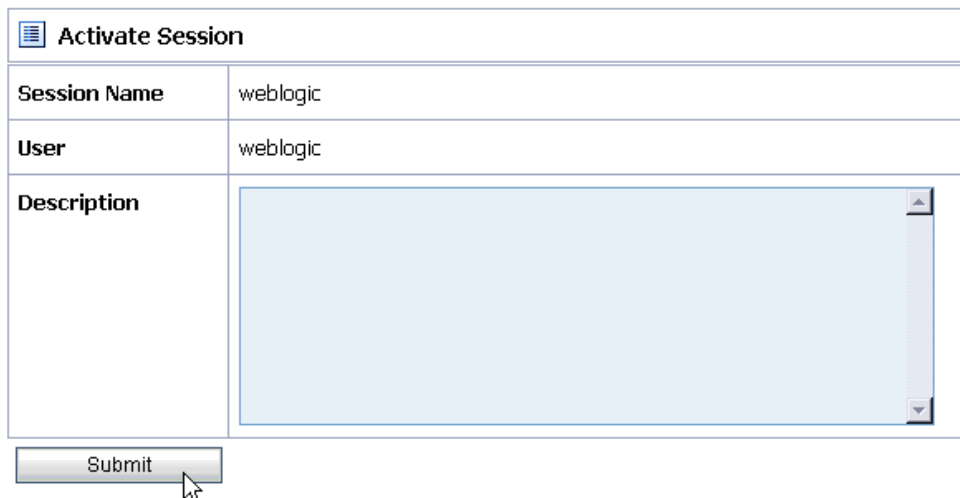 Activate Session
Session Name weblogic
User weblogic
Description
Submit